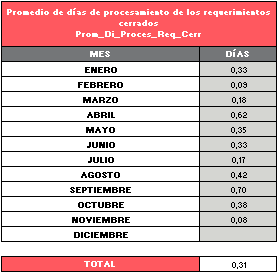 Promedio de días de procesamiento de los requerimientos
cerrados
Prom_Di_Proces_Req_Cerr
MES DÍAS
ENERO 0,33
FEBRERO 0,09
MARZO 0,18
ABRIL 0,62
MAYO 0,35
JUNIO 0,33
JULIO 0,17
AGOSTO 0,42
SEPTIEMBRE 0,70
OCTUBRE 0,38
NOVIEMBRE 0,08
DICIEMBRE
TOTAL 0,31